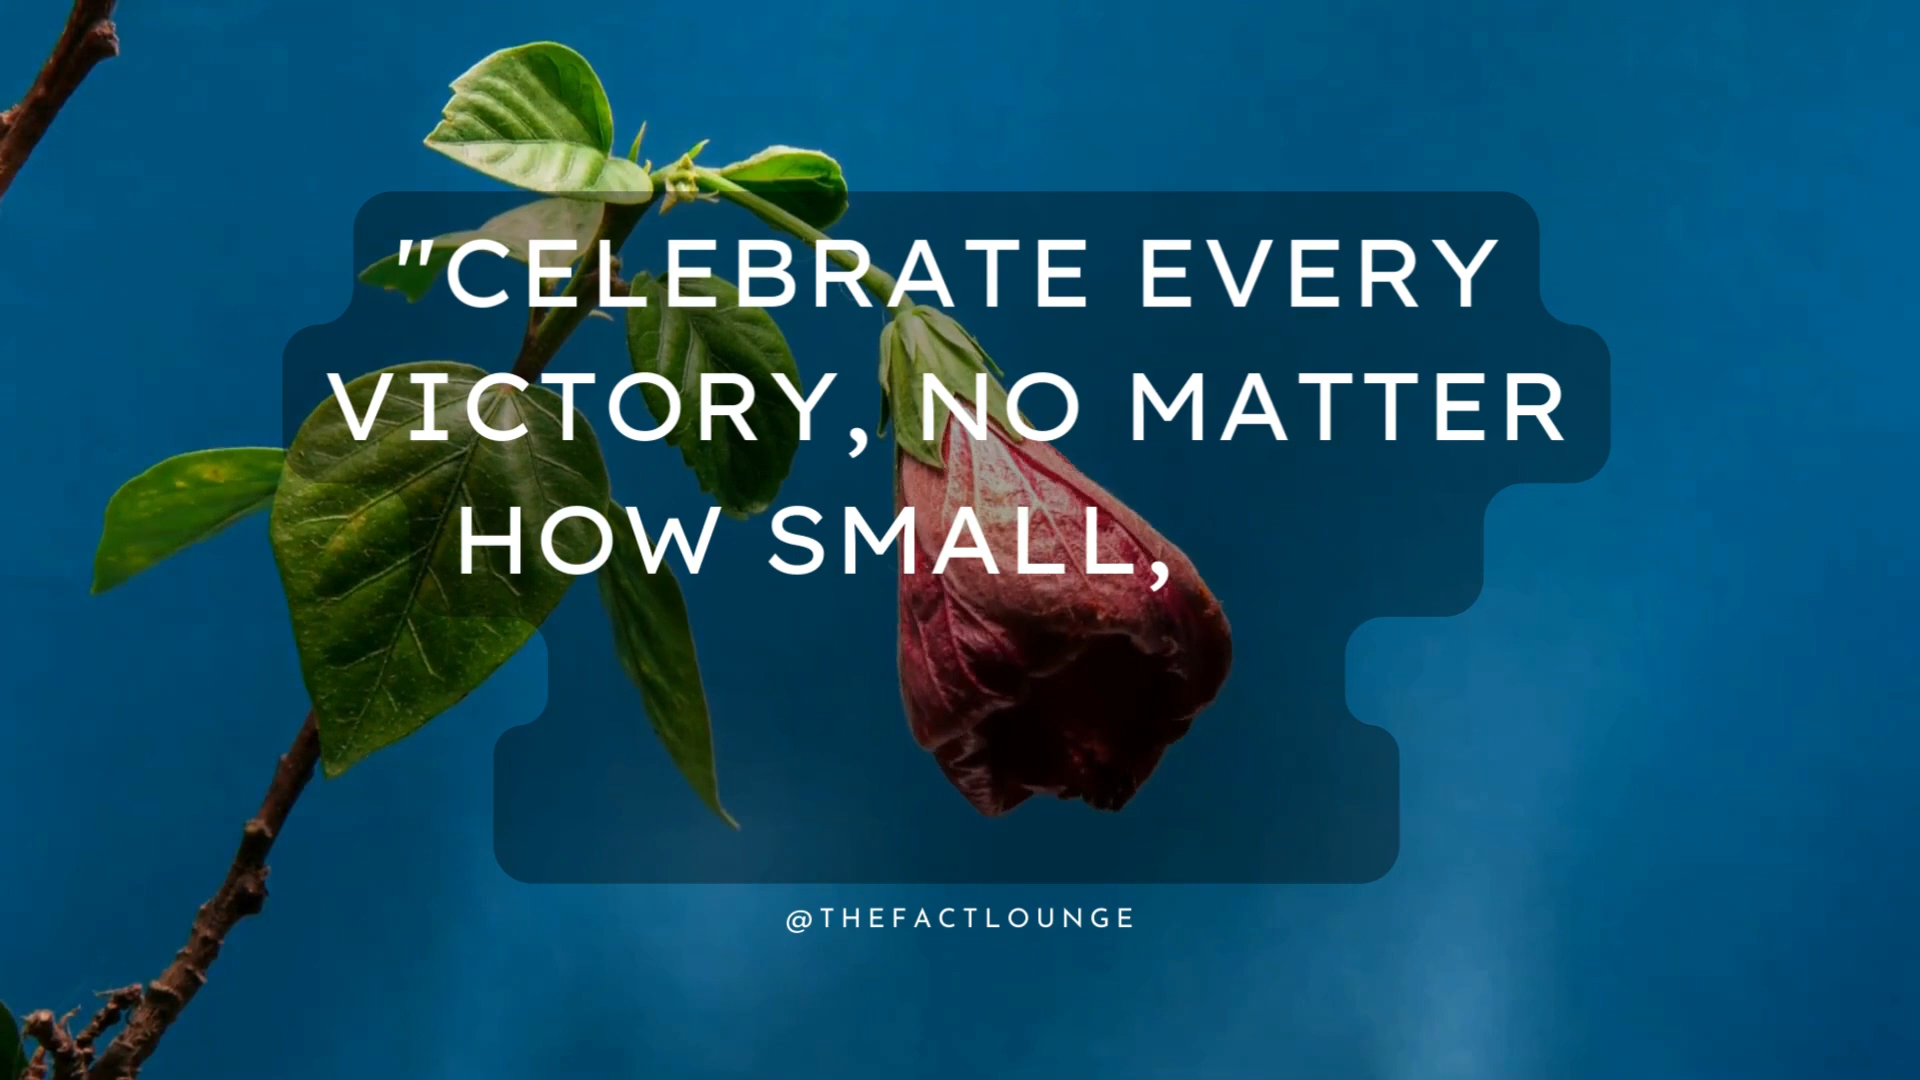 "CELEBRATE EVERY
VICTORY, NO MATTER
HOW SMALL,
@THEFACTLOUNGE